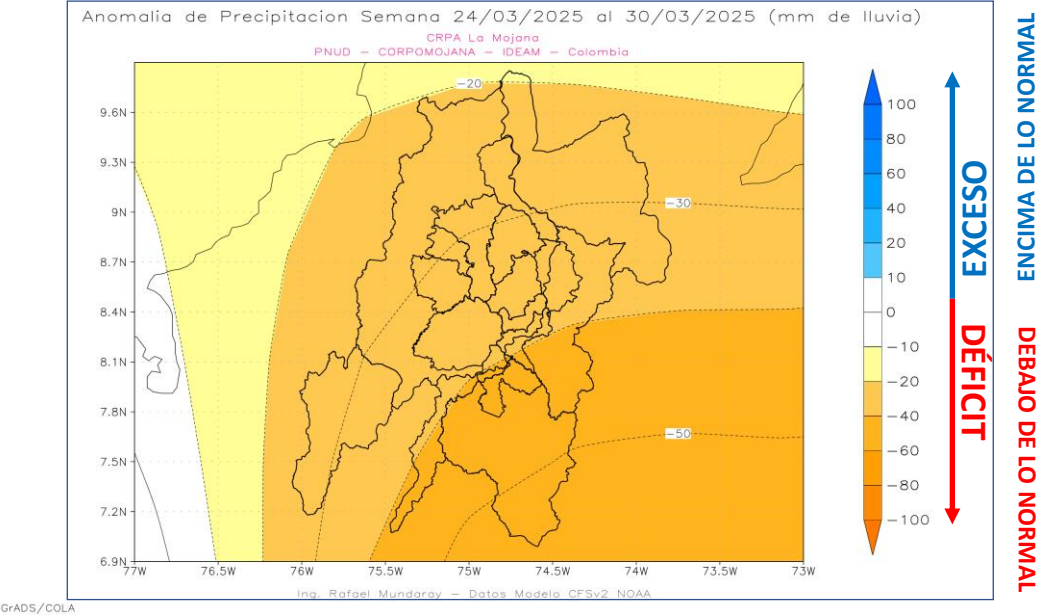 Anomalia de Precipitacion Semana 24/03/2025 al 30/03/2025 (mm de lluvia)
CRPA La Mojana
PNUD – CORPOMOJANA – IDEAM – Colombia
9.6N
9.3N
9N
8.7N
8.4N
8.1N
7.8N
7.5N
7.2N
6.9N
77W
76.5W
76W
75.5W
75W
74.5W
74W
73.5W
73W
-20
-30
-50
100
80
60
40
20
10
0
-10
-20
-40
-60
-80
-100
EXCESO
DÉFICIT
ENCIMA DE LO NORMAL
DEBAJO DE LO NORMAL
Ing. Rafael Mundaray – Datos Modelo CFSv2 NOAA
GrADS/COLA